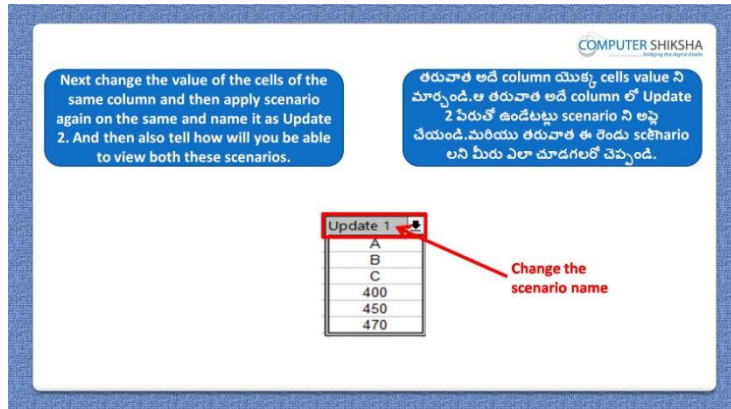 COMPUTER SHIKSHA
bridging the digital divide
Next change the value of the cells of the
same column and then apply scenario
again on the same and name it as Update
2. And then also tell how will you be able
to view both these scenarios.
తరువాత అదే column యొక్క cells value ని
మార్చండి.ఆ తరువాత అదే column లో Update
2 పేరుతో ఉండేటట్లు scenario ని అప్లై
చేయండి.మరియు తరువాత ఈ రెండు scenario
లని మీరు ఎలా చూడగలరో చెప్పండి.
Update 1
A
B
C
400
450
470
Change the
scenario name